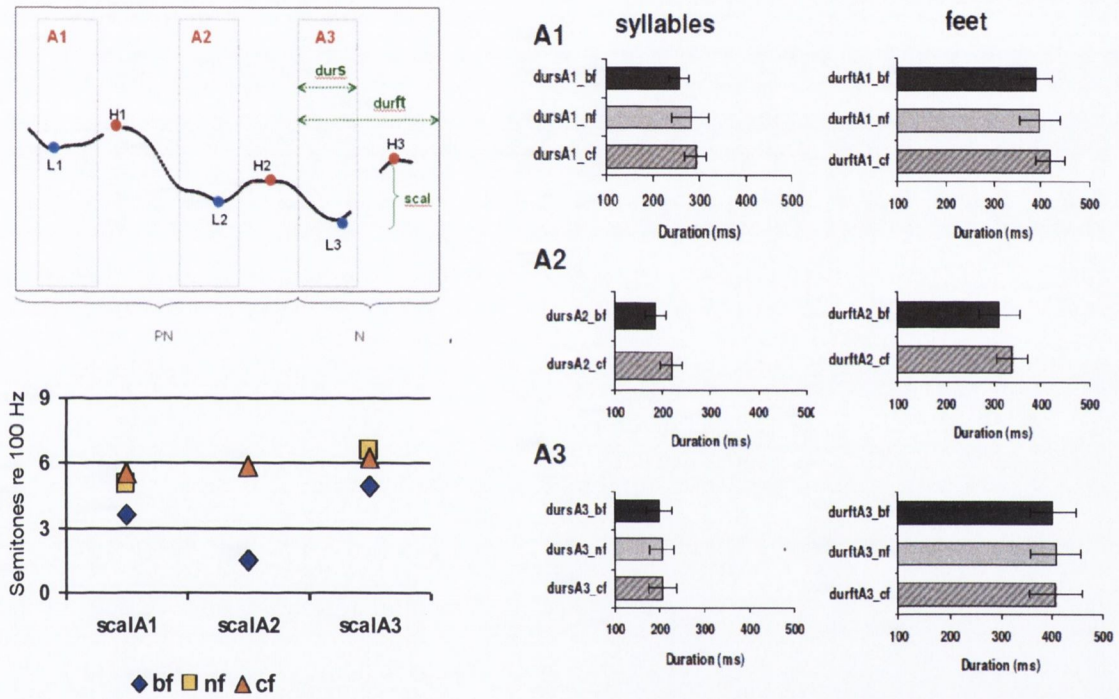 A1
A2
A3
durs
durft
H1
L1
H2
L2
H3
scal
L3
PN
N
Semitones re 100 Hz
9
6
3
0
scalA1
scalA2
scalA3
bf
nf
cf
syllables
feet
A1
dursA1_bf
dursA1_nf
dursA1_cf
100 200 300 400 500
Duration (ms)
durftA1_bf
durftA1_nf
durftA1_cf
100 200 300 400 500
Duration (ms)
A2
dursA2_bf
dursA2_cf
100 200 300 400 500
Duration (ms)
durftA2_bf
durftA2_cf
100 200 300 400 500
Duration (ms)
A3
dursA3_bf
dursA3_nf
dursA3_cf
100 200 300 400 500
Duration (ms)
durftA3_bf
durftA3_nf
durftA3_cf
100 200 300 400 500
Duration (ms)